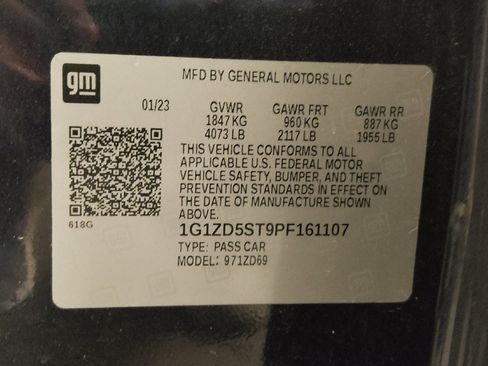 gm
MFD BY GENERAL MOTORS LLC
01/23 GVWR GAWR FRT GAWR RR
1847 KG 960 KG 887 KG
4073 LB 2117 LB 1955 LB
THIS VEHICLE CONFORMS TO ALL
APPLICABLE U.S. FEDERAL MOTOR
VEHICLE SAFETY, BUMPER, AND THEFT
PREVENTION STANDARDS IN EFFECT ON
THE DATE OF MANUFACTURE SHOWN
ABOVE.
618G
1G1ZD5ST9PF161107
TYPE: PASS CAR
MODEL: 971ZD69